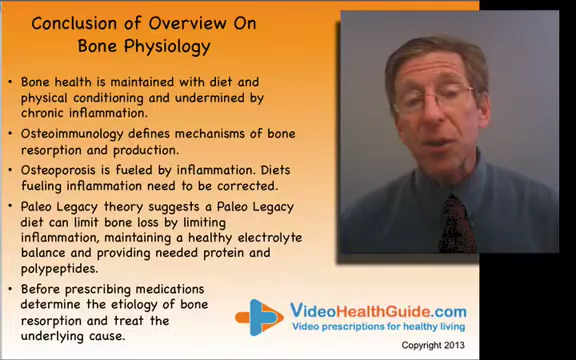 Conclusion of Overview On
Bone Physiology
• Bone health is maintained with diet and
physical conditioning and undermined by
chronic inflammation.
• Osteoimmunology defines mechanisms of bone
resorption and production.
• Osteoporosis is fueled by inflammation. Diets
fueling inflammation need to be corrected.
• Paleo Legacy theory suggests a Paleo Legacy
diet can limit bone loss by limiting
inflammation, maintaining a healthy electrolyte
balance and providing needed protein and
polypeptides.
• Before prescribing medications
determine the etiology of bone
resorption and treat the
underlying cause.
VideoHealthGuide.com
Video prescriptions for healthy living
Copyright 2013